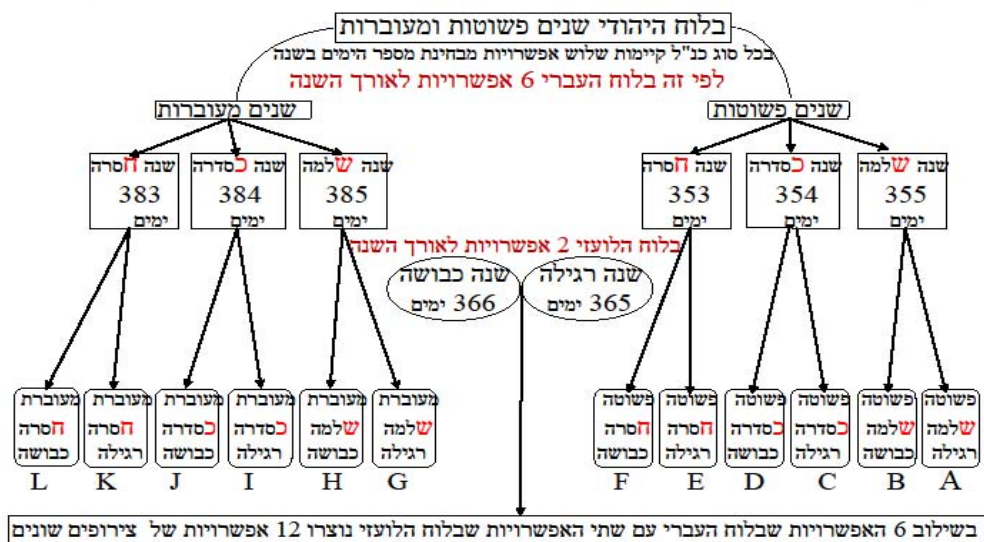 בלוח היהודי שנים פשוטות ומעוברות
בכל סוג כנ"ל קיימות שלוש אפשרויות מבחינת מספר הימים בשנה
לפי זה בלוח העברי 6 אפשרויות לאורך השנה
שנים פשוטות
שנים מעוברות
שנה שלמה
355
ימים
שנה כסדרה
354
ימים
שנה חסרה
353
ימים
שנה שלמה
385
ימים
שנה כסדרה
384
ימים
שנה חסרה
383
ימים
בלוח הלועזי 2 אפשרויות לאורך השנה
שנה רגילה
365 ימים
שנה כבושה
366 ימים
פשוטה
שלמה
רגילה
A
פשוטה
שלמה
כבושה
B
פשוטה
כסדרה
רגילה
C
פשוטה
כסדרה
כבושה
D
פשוטה
חסרה
רגילה
E
פשוטה
חסרה
כבושה
F
מעוברת
שלמה
רגילה
G
מעוברת
שלמה
כבושה
H
מעוברת
כסדרה
רגילה
I
מעוברת
כסדרה
כבושה
J
מעוברת
חסרה
רגילה
K
מעוברת
חסרה
כבושה
L
בשילוב 6 האפשרויות שבלוח העברי עם שתי האפשרויות שבלוח הלועזי נוצרו 12 אפשרויות של צירופים שונים